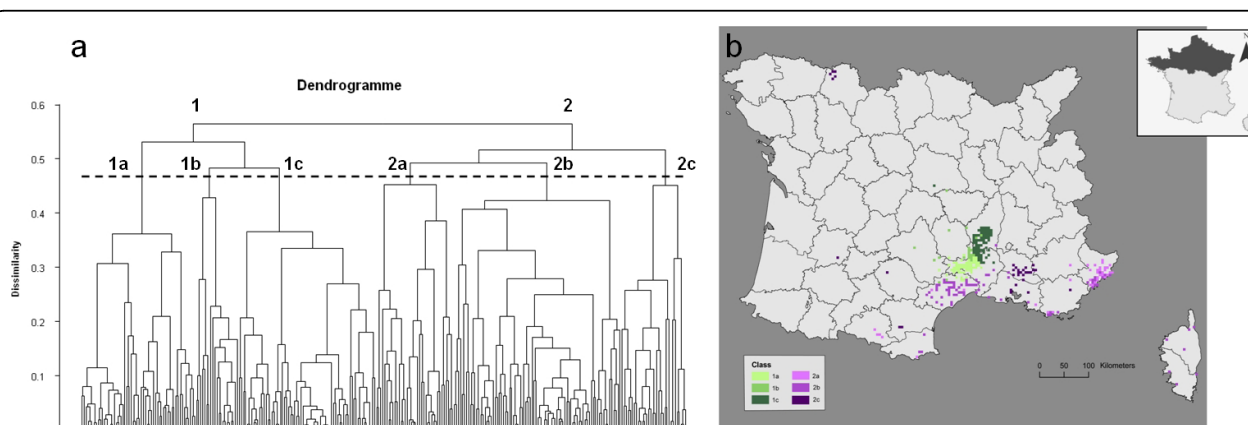 a
Dendrogramme
1 2
0.6
0.5
1a 1b 1c 2a 2b 2c
0.4
0.3
0.2
0.1
Dissimilarity
b
N
Class
1a 2a
1b 2b
1c 2c
0 50 100 Kilometers